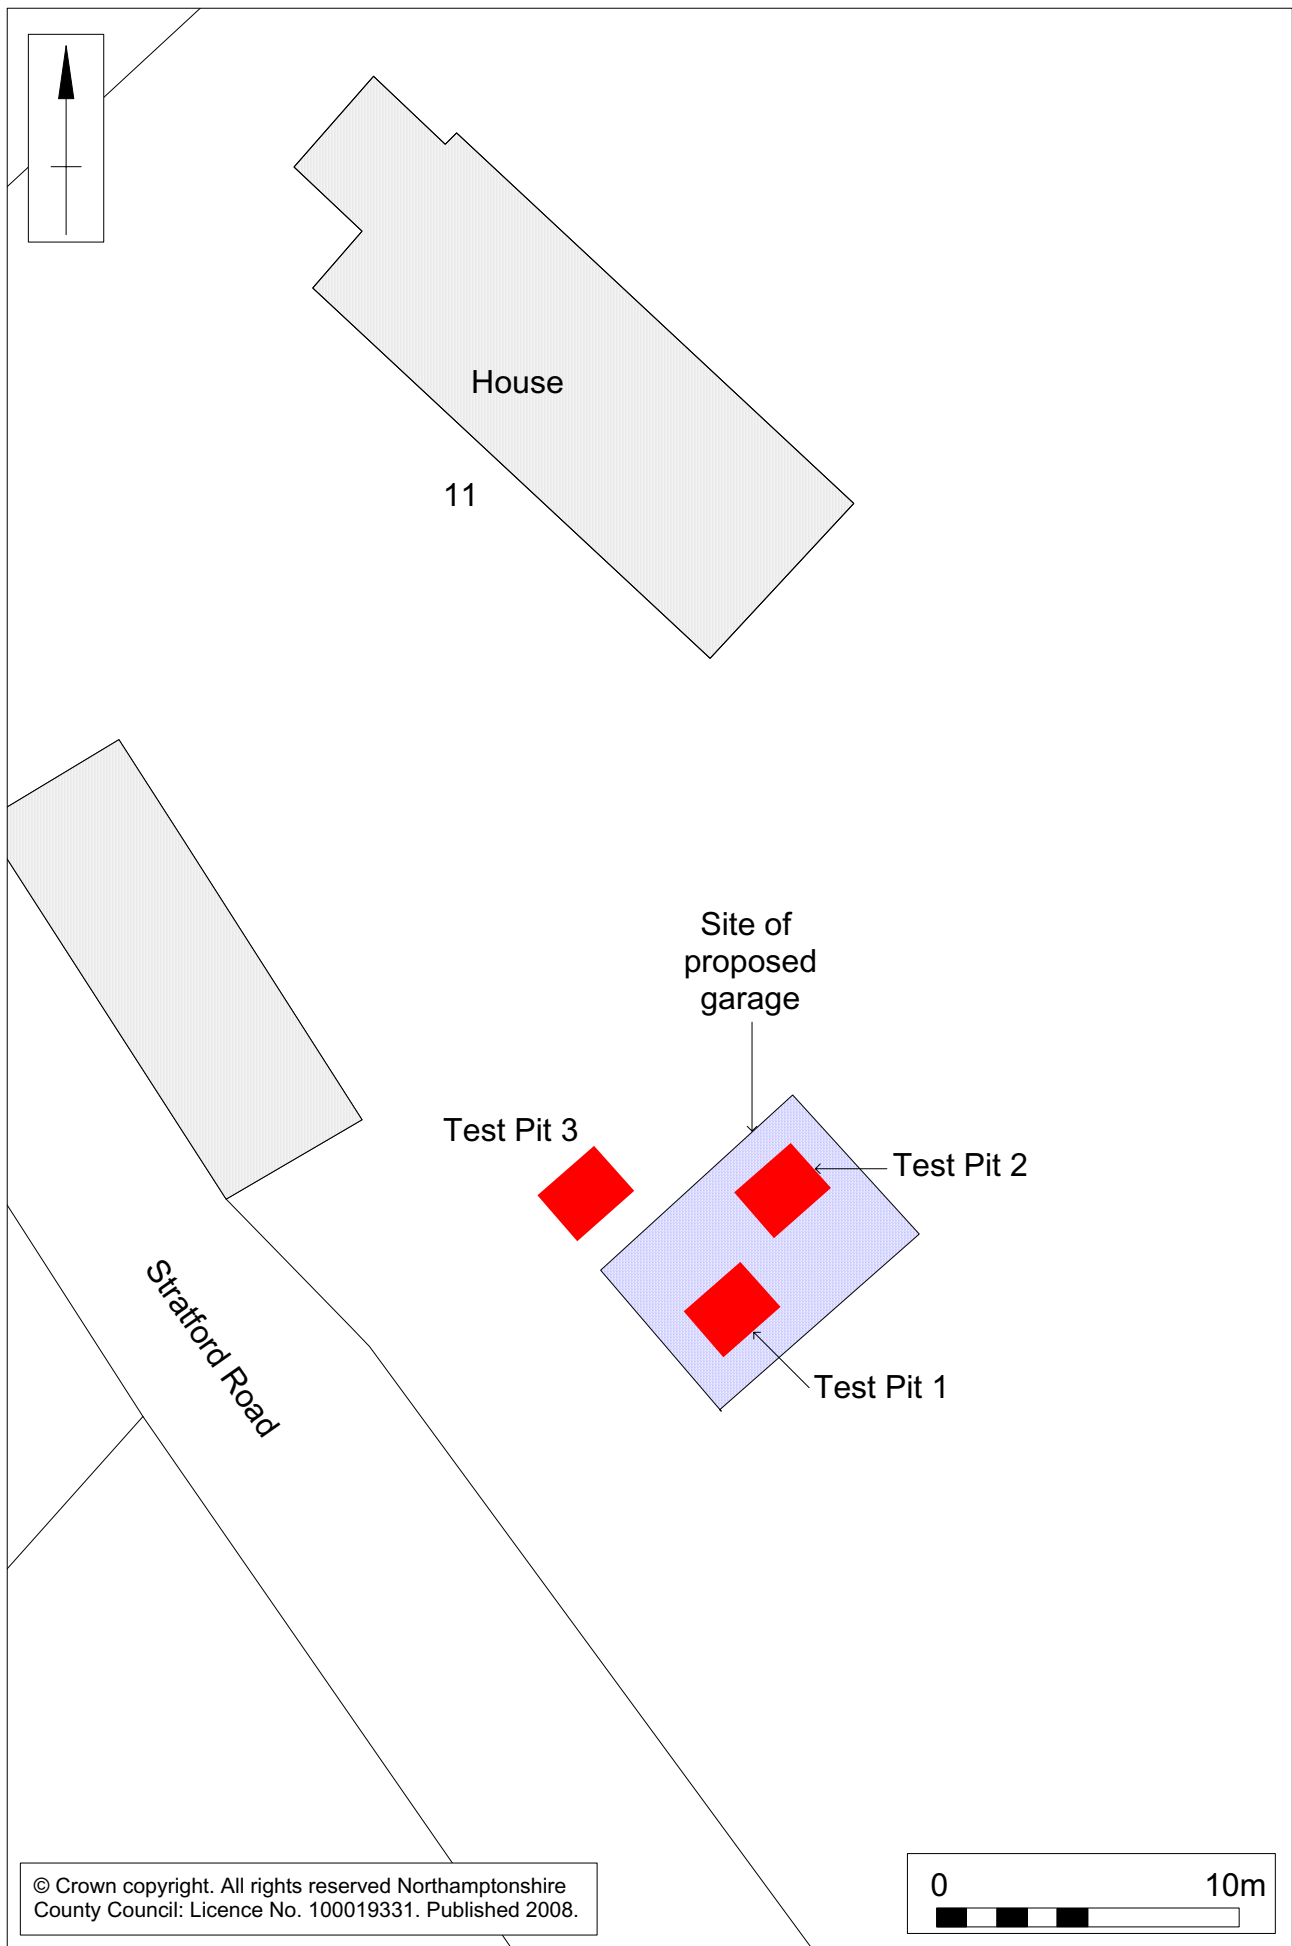 House
11
Site of
proposed
garage
Test Pit 3
Test Pit 2
Stratford Road
Test Pit 1
© Crown copyright. All rights reserved Northamptonshire
County Council: Licence No. 100019331. Published 2008.
0 10m